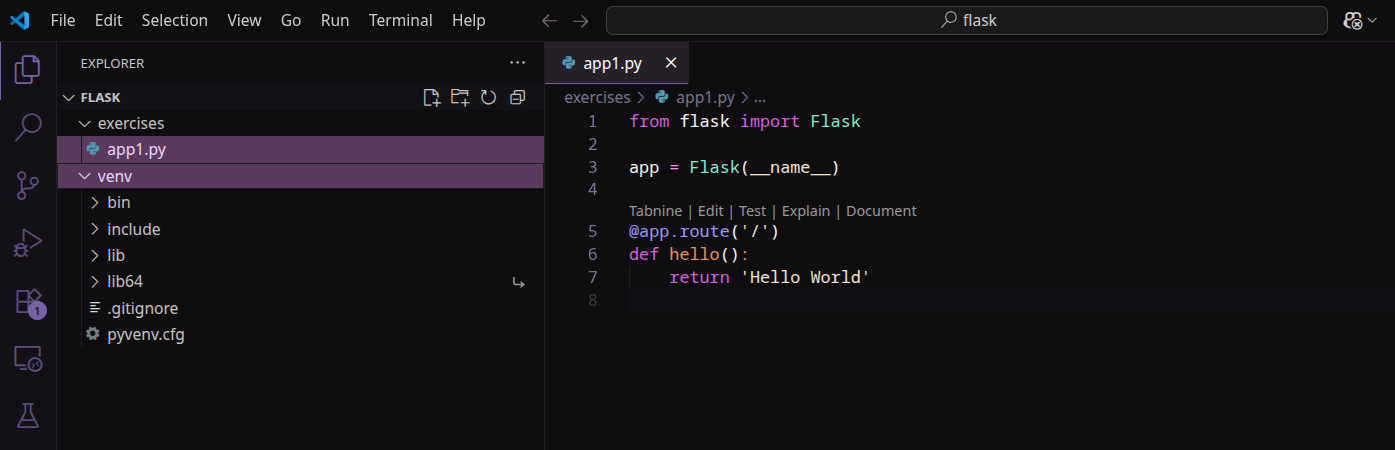 File Edit Selection View Go Run Terminal Help
flask
EXPLORER
FLASK
exercises
app1.py
venv
bin
include
lib
lib64
.gitignore
pyvenv.cfg
1
app1.py
exercises > app1.py > ...
1 from flask import Flask
2
3 app = Flask(__name__)
4
Tabnine | Edit | Test | Explain | Document
5 @app.route('/')
6 def hello():
7     return 'Hello World'
8